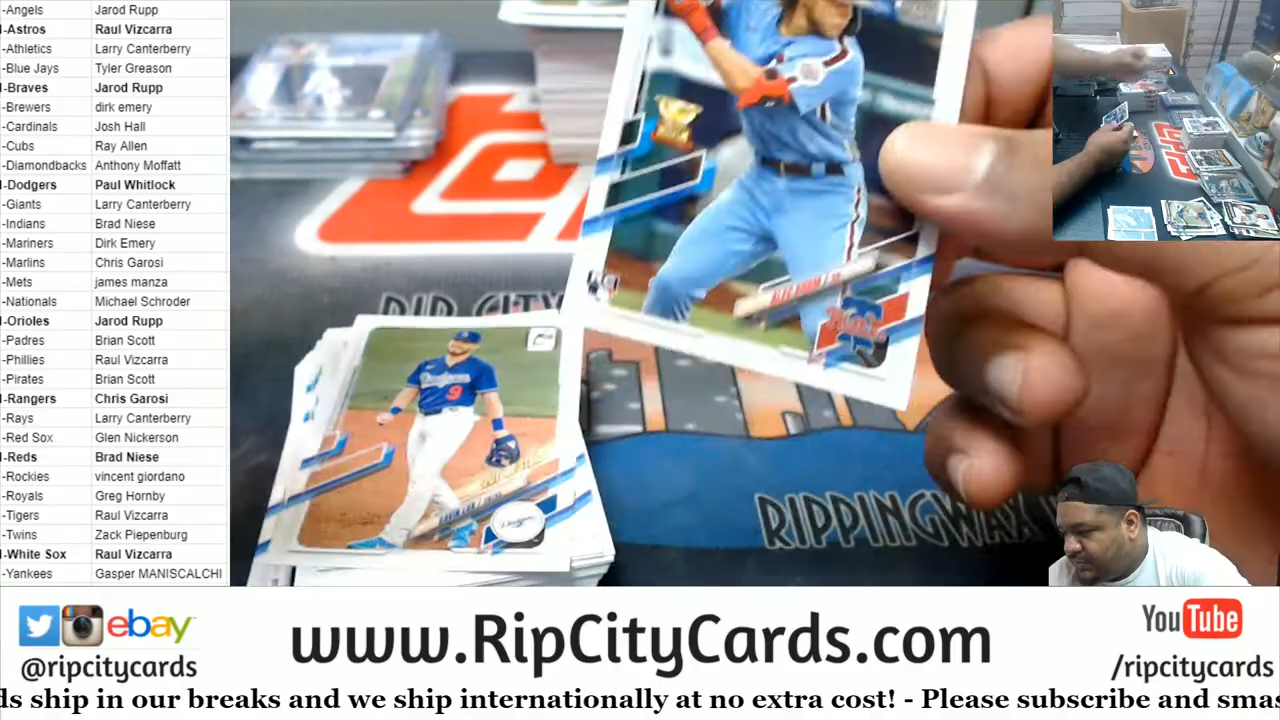 -Angels Jarod Rupp
-Astros Raul Vizcarra
-Athletics Larry Canterberry
-Blue Jays Tyler Greason
-Braves Jarod Rupp
-Brewers dirk emery
-Cardinals Josh Hall
-Cubs Ray Allen
-Diamondbacks Anthony Moffatt
-Dodgers Paul Whitlock
-Giants Larry Canterberry
-Indians Brad Niese
-Mariners Dirk Emery
-Marlins Chris Garosi
-Mets james manza
-Nationals Michael Schroder
-Orioles Jarod Rupp
-Padres Brian Scott
-Phillies Raul Vizcarra
-Pirates Brian Scott
-Rangers Chris Garosi
-Rays Larry Canterberry
-Red Sox Glen Nickerson
-Reds Brad Niese
-Rockies vincent giordano
-Royals Greg Hornby
-Tigers Raul Vizcarra
-Twins Zack Piepenburg
-White Sox Raul Vizcarra
-Yankees Gasper MANISCALCHI
RIP CITY
Dodgers
9
RIPPINGWAX
ebay
@ripcitycards
www.RipCityCards.com
YouTube
/ripcitycards
ds ship in our breaks and we ship internationally at no extra cost! - Please subscribe and smas